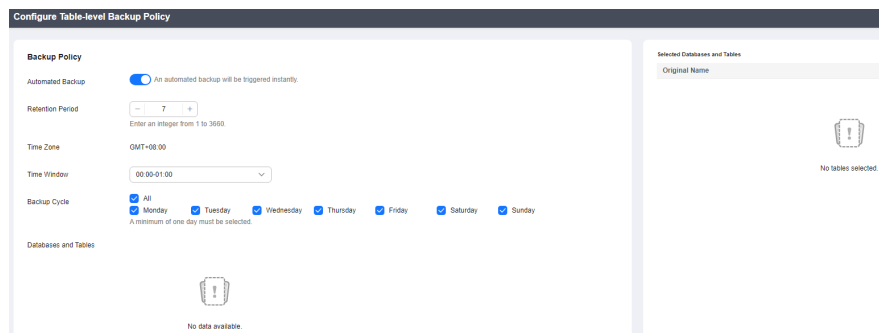 Configure Table-level Backup Policy
Backup Policy
Automated Backup
An automated backup will be triggered instantly.
Retention Period
− 7 +
Enter an integer from 1 to 3660.
Time Zone
GMT+08:00
Time Window
00:00-01:00
Backup Cycle
All
Monday Tuesday Wednesday Thursday Friday Saturday Sunday
A minimum of one day must be selected.
Databases and Tables
No data available.
Selected Databases and Tables
Original Name
No tables selected.